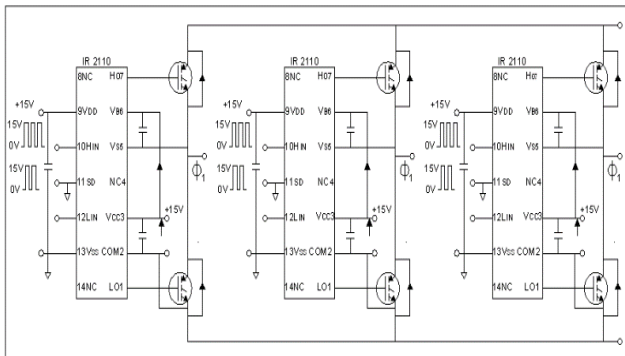 IR 2110
8NC HO7
+15V
9VDD VB6
15V
0V
10HIN VS5
Φ1
15V
0V
11SD NC4
12LIN VCC3 +15V
13VSS COM2
14NC LO1
IR 2110
8NC HO7
+15V
9VDD VB6
15V
0V
10HIN VS5
Φ1
15V
0V
11SD NC4
12LIN VCC3 +15V
13VSS COM2
14NC LO1
IR 2110
8NC HO7
+15V
9VDD VB6
15V
0V
10HIN VS5
Φ1
15V
0V
11SD NC4
12LIN VCC3 +15V
13VSS COM2
14NC LO1